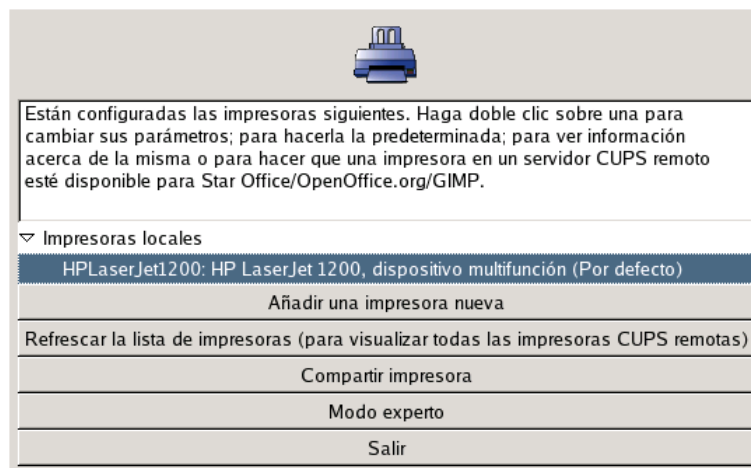 Están configuradas las impresoras siguientes. Haga doble clic sobre una para
cambiar sus parámetros; para hacerla la predeterminada; para ver información
acerca de la misma o para hacer que una impresora en un servidor CUPS remoto
esté disponible para Star Office/OpenOffice.org/GIMP.
Impresoras locales
HPLaserJet1200: HP LaserJet 1200, dispositivo multifunción (Por defecto)
Añadir una impresora nueva
Refrescar la lista de impresoras (para visualizar todas las impresoras CUPS remotas)
Compartir impresora
Modo experto
Salir